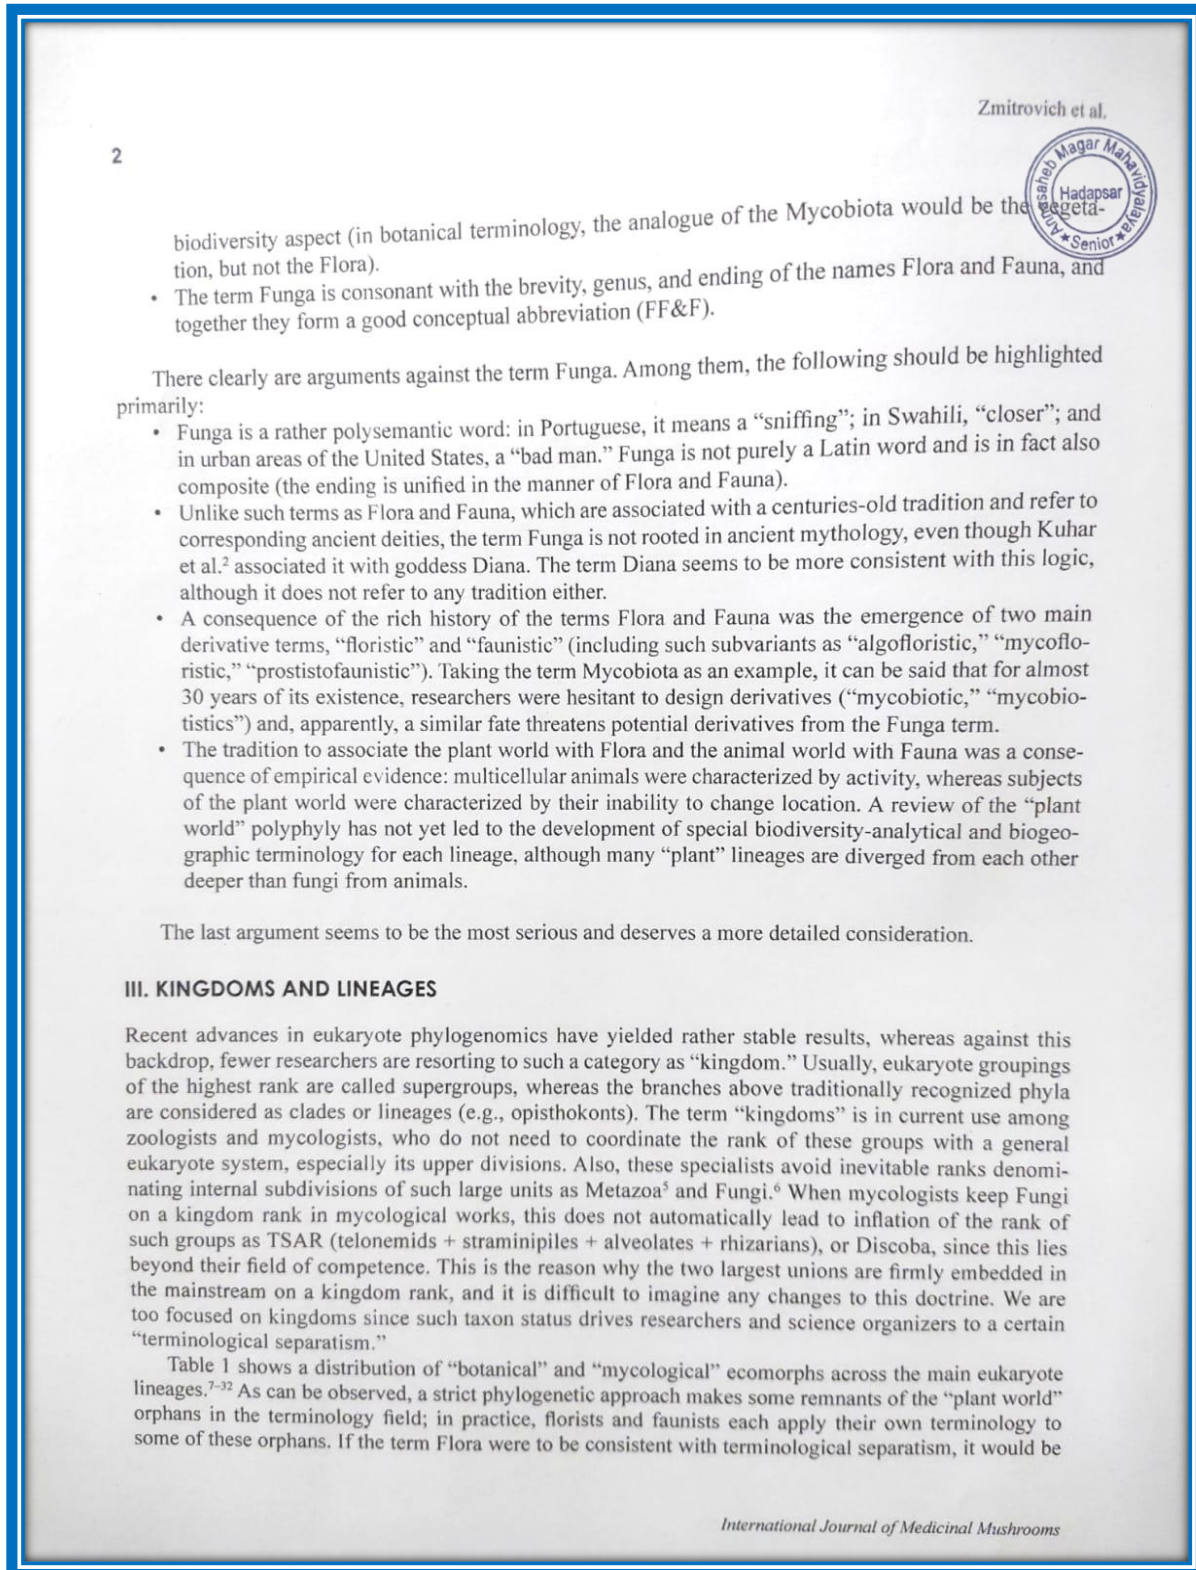 Zmitrovich et al.
2
Annasaheb Magar Mahavidyalaya
Hadapsar
★ Senior ★
biodiversity aspect (in botanical terminology, the analogue of the Mycobiota would be the vegeta-
tion, but not the Flora).
• The term Funga is consonant with the brevity, genus, and ending of the names Flora and Fauna, and
together they form a good conceptual abbreviation (FF&F).
There clearly are arguments against the term Funga. Among them, the following should be highlighted
primarily:
• Funga is a rather polysemantic word: in Portuguese, it means a “sniffing”; in Swahili, “closer”; and
in urban areas of the United States, a “bad man.” Funga is not purely a Latin word and is in fact also
composite (the ending is unified in the manner of Flora and Fauna).
• Unlike such terms as Flora and Fauna, which are associated with a centuries-old tradition and refer to
corresponding ancient deities, the term Funga is not rooted in ancient mythology, even though Kuhar
et al.² associated it with goddess Diana. The term Diana seems to be more consistent with this logic,
although it does not refer to any tradition either.
• A consequence of the rich history of the terms Flora and Fauna was the emergence of two main
derivative terms, “floristic” and “faunistic” (including such subvariants as “algofloristic,” “mycoflo-
ristic,” “prostistofaunistic”). Taking the term Mycobiota as an example, it can be said that for almost
30 years of its existence, researchers were hesitant to design derivatives (“mycobiotic,” “mycobio-
tistics”) and, apparently, a similar fate threatens potential derivatives from the Funga term.
• The tradition to associate the plant world with Flora and the animal world with Fauna was a conse-
quence of empirical evidence: multicellular animals were characterized by activity, whereas subjects
of the plant world were characterized by their inability to change location. A review of the “plant
world” polyphyly has not yet led to the development of special biodiversity-analytical and biogeo-
graphic terminology for each lineage, although many “plant” lineages are diverged from each other
deeper than fungi from animals.
The last argument seems to be the most serious and deserves a more detailed consideration.
III. KINGDOMS AND LINEAGES
Recent advances in eukaryote phylogenomics have yielded rather stable results, whereas against this
backdrop, fewer researchers are resorting to such a category as “kingdom.” Usually, eukaryote groupings
of the highest rank are called supergroups, whereas the branches above traditionally recognized phyla
are considered as clades or lineages (e.g., opisthokonts). The term “kingdoms” is in current use among
zoologists and mycologists, who do not need to coordinate the rank of these groups with a general
eukaryote system, especially its upper divisions. Also, these specialists avoid inevitable ranks denomi-
nating internal subdivisions of such large units as Metazoa⁵ and Fungi.⁶ When mycologists keep Fungi
on a kingdom rank in mycological works, this does not automatically lead to inflation of the rank of
such groups as TSAR (telonemids + straminipiles + alveolates + rhizarians), or Discoba, since this lies
beyond their field of competence. This is the reason why the two largest unions are firmly embedded in
the mainstream on a kingdom rank, and it is difficult to imagine any changes to this doctrine. We are
too focused on kingdoms since such taxon status drives researchers and science organizers to a certain
“terminological separatism.”
Table 1 shows a distribution of “botanical” and “mycological” ecomorphs across the main eukaryote
lineages.⁷⁻³² As can be observed, a strict phylogenetic approach makes some remnants of the “plant world”
orphans in the terminology field; in practice, florists and faunists each apply their own terminology to
some of these orphans. If the term Flora were to be consistent with terminological separatism, it would be
International Journal of Medicinal Mushrooms